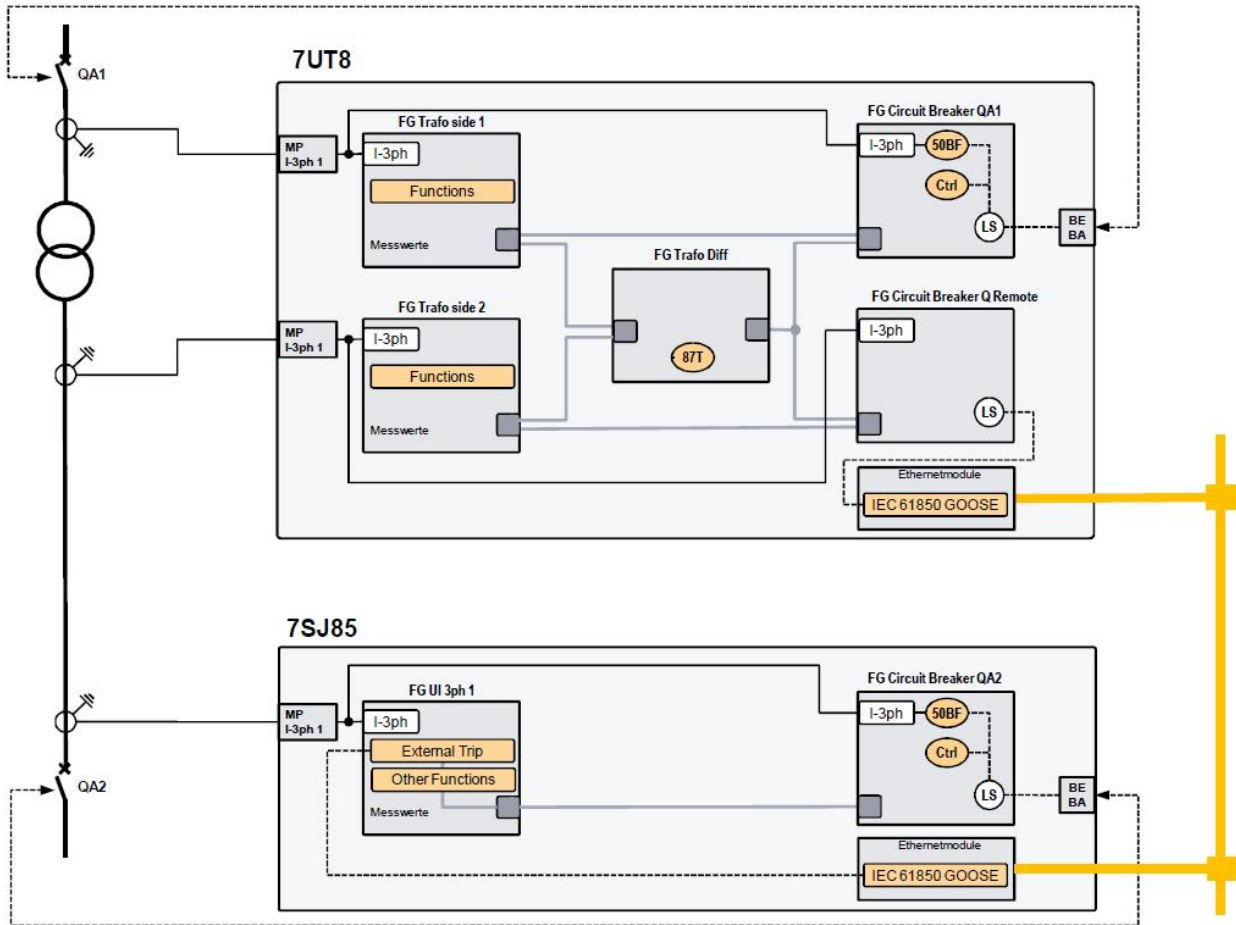 QA1
7UT8
MP
I-3ph 1
FG Trafo side 1
I-3ph
Functions
Messwerte
FG Circuit Breaker QA1
I-3ph
50BF
Ctrl
LS
BE
BA
FG Trafo Diff
87T
MP
I-3ph 1
FG Trafo side 2
I-3ph
Functions
Messwerte
FG Circuit Breaker Q Remote
I-3ph
LS
Ethernetmodule
IEC 61850 GOOSE
7SJ85
MP
I-3ph 1
FG UI 3ph 1
I-3ph
External Trip
Other Functions
Messwerte
FG Circuit Breaker QA2
I-3ph
50BF
Ctrl
LS
BE
BA
QA2
Ethernetmodule
IEC 61850 GOOSE